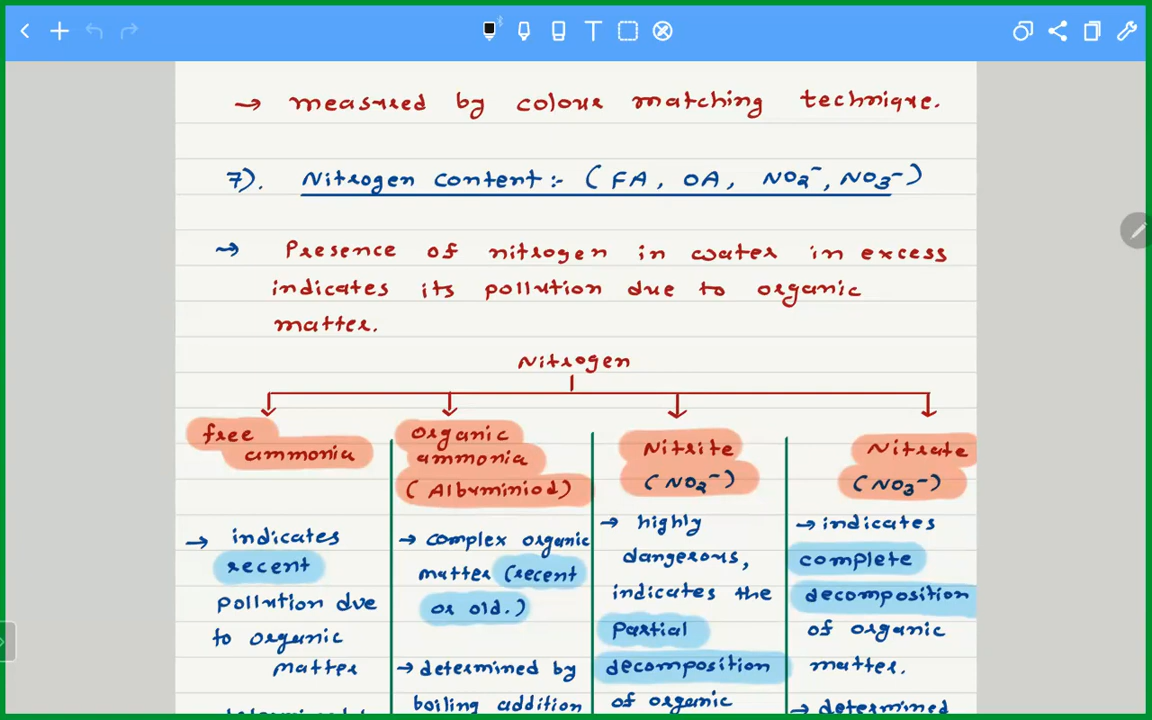 → measured by colour matching technique.
7). Nitrogen content :- ( FA, OA, NO2⁻, NO3⁻ )
→ Presence of nitrogen in water in excess
indicates its pollution due to organic
matter.
Nitrogen
free
ammonia
→ indicates
recent
pollution due
to organic
matter
Organic
ammonia
( Albuminiod )
→ complex organic
matter (recent
or old.)
→ determined by
boiling addition
Nitrite
( NO2⁻ )
→ highly
dangerous,
indicates the
Partial
decomposition
of organic
Nitrate
( NO3⁻ )
→ indicates
complete
decomposition
of organic
matter.
→ determined